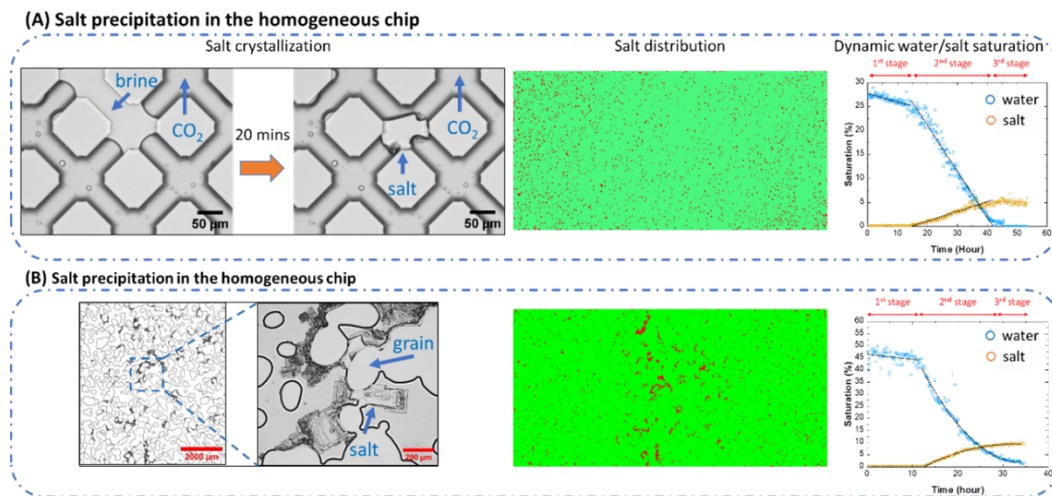 (A) Salt precipitation in the homogeneous chip
Salt crystallization
Salt distribution
Dynamic water/salt saturation
brine
CO2
50 µm
20 mins
CO2
salt
50 µm
1st stage
2nd stage
3rd stage
30
25
20
15
10
5
0
Saturation (%)
water
salt
0 10 20 30 40 50 60
Time (Hour)
(B) Salt precipitation in the homogeneous chip
2000 µm
grain
salt
200 µm
1st stage
2nd stage
3rd stage
60
55
50
45
40
35
30
25
20
15
10
5
0
Saturation (%)
water
salt
0 10 20 30 40
Time (hour)